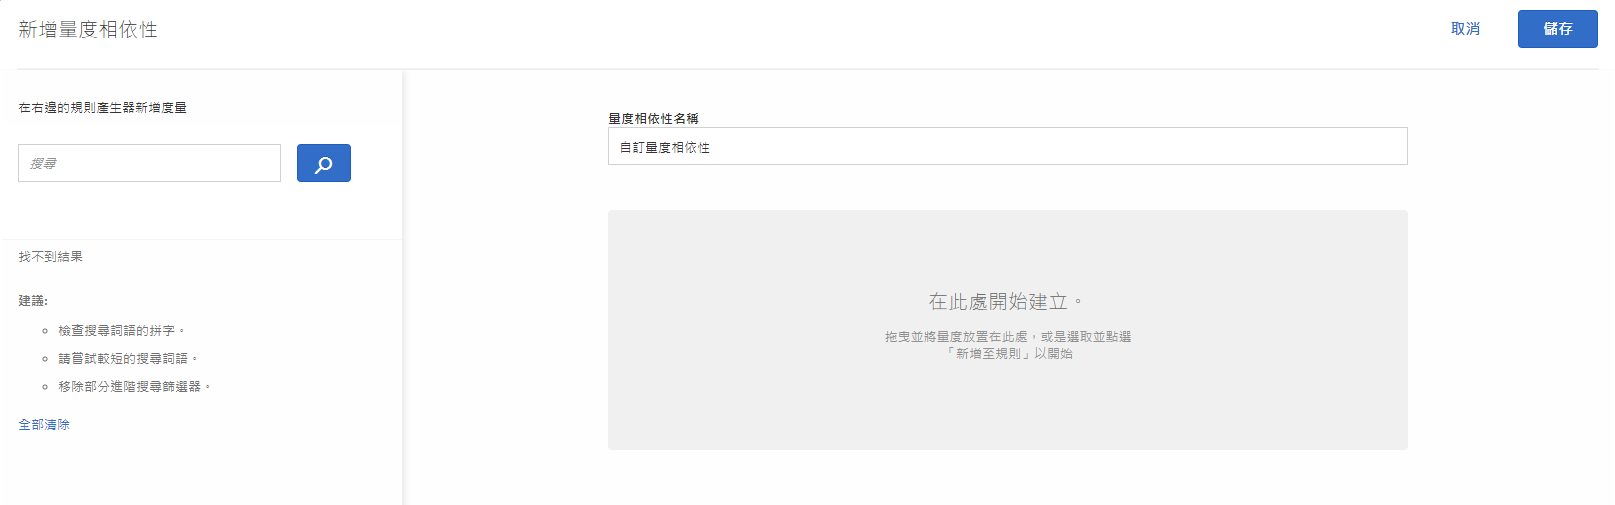 新增量度相依性
取消
儲存
在右邊的規則產生器新增度量
搜尋
找不到結果
建議:
檢查搜尋詞語的拼字。
請嘗試較短的搜尋詞語。
移除部分進階搜尋篩選器。
全部清除
量度相依性名稱
自訂量度相依性
在此處開始建立。
拖曳並將量度放置在此處，或是選取並點選
「新增至規則」以開始